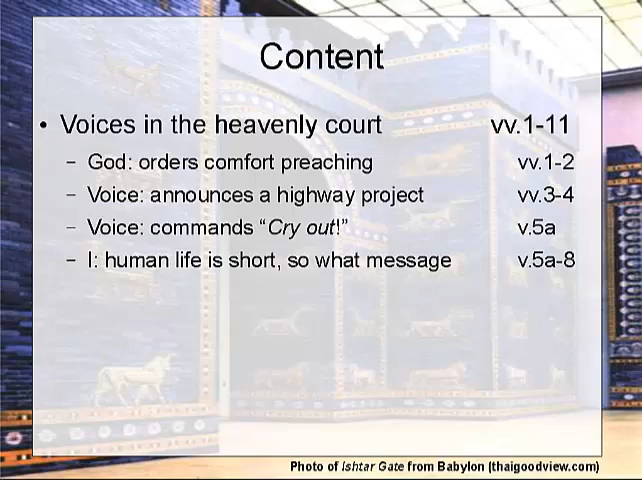 Content
• Voices in the heavenly court vv.1-11
– God: orders comfort preaching vv.1-2
– Voice: announces a highway project vv.3-4
– Voice: commands “Cry out!” v.5a
– I: human life is short, so what message v.5a-8
Photo of Ishtar Gate from Babylon (thaigoodview.com)